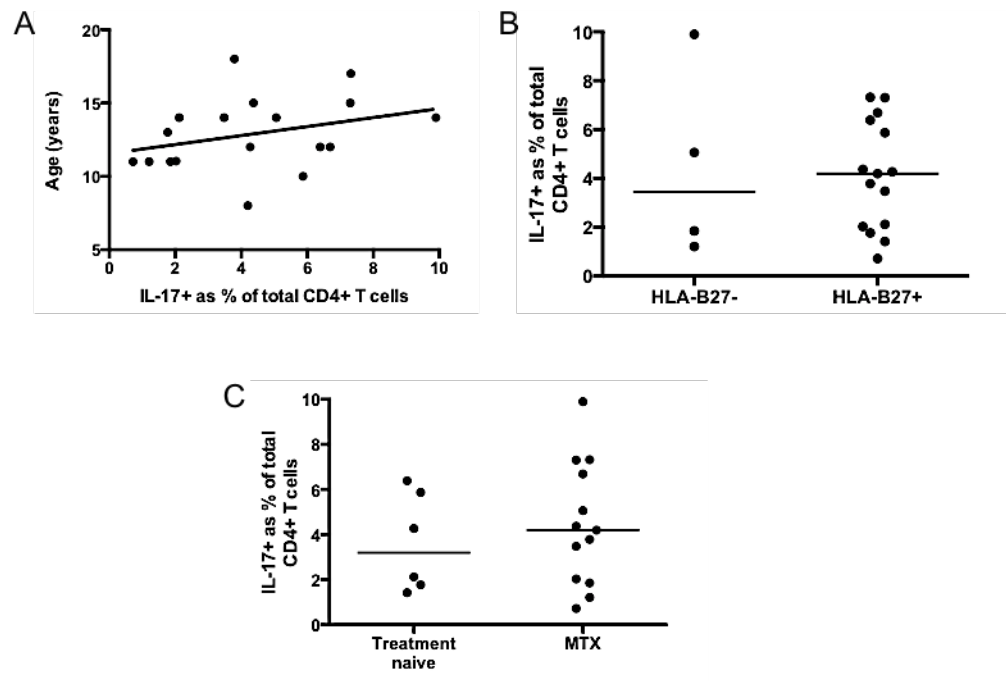 A
20
15
10
5
Age (years)
0 2 4 6 8 10
IL-17+ as % of total CD4+ T cells
B
10
8
6
4
2
0
IL-17+ as % of total
CD4+ T cells
HLA-B27- HLA-B27+
C
10
8
6
4
2
0
IL-17+ as % of total
CD4+ T cells
Treatment MTX
naive